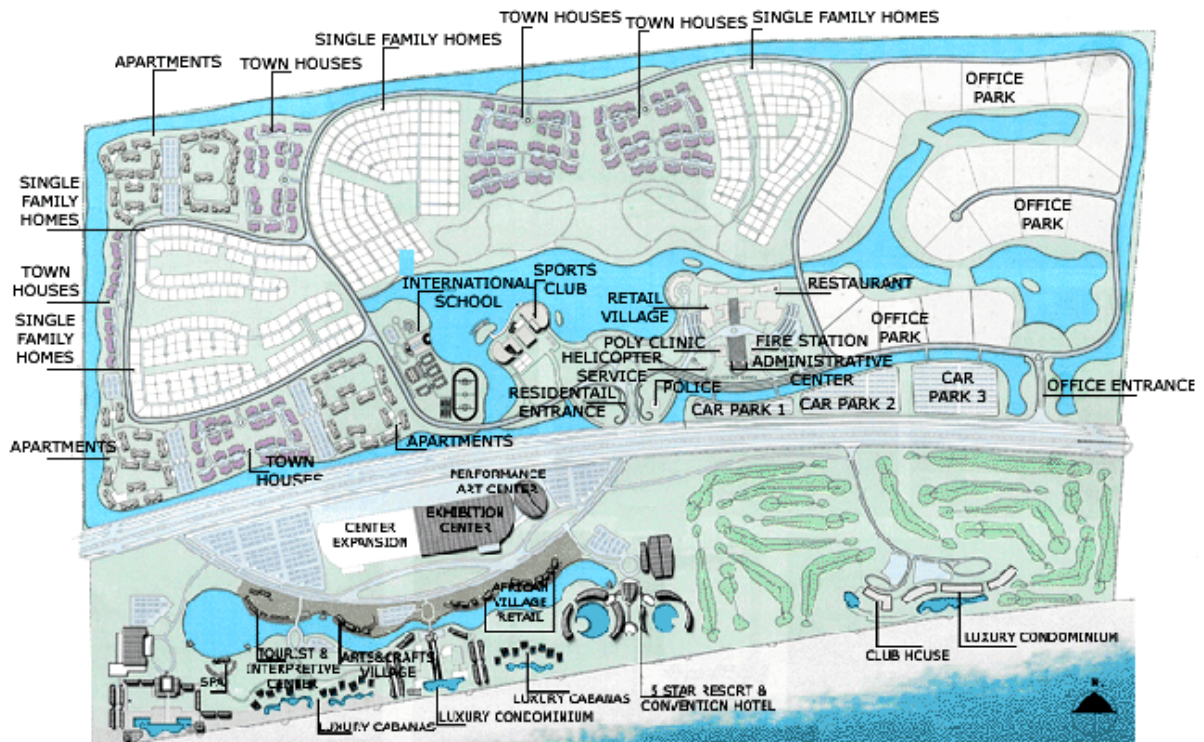 TOWN HOUSES
TOWN HOUSES
SINGLE FAMILY HOMES
SINGLE FAMILY HOMES
APARTMENTS
TOWN HOUSES
OFFICE
PARK
SINGLE
FAMILY
HOMES
OFFICE
PARK
TOWN
HOUSES
INTERNATIONAL
SCHOOL
SPORTS
CLUB
RETAIL
VILLAGE
RESTAURANT
SINGLE
FAMILY
HOMES
OFFICE
PARK
POLY CLINIC
FIRE STATION
HELICOPTER
SERVICE
ADMINISTRATIVE
CENTER
RESIDENTAIL
ENTRANCE
POLICE
CAR PARK 1
CAR PARK 2
CAR
PARK 3
OFFICE ENTRANCE
APARTMENTS
APARTMENTS
TOWN
HOUSES
PERFORMANCE
ART CENTER
CENTER
EXPANSION
EXHIBITION
CENTER
AFRICAN
VILLAGE
RETAIL
TOURIST &
INTERPRETIVE
CENTER
ARTS&CRAFTS
VILLAGE
SPA
LUXURY CABANAS
LUXURY CONDOMINIUM
LUXURY CABANAS
5 STAR RESORT &
CONVENTION HOTEL
CLUB HOUSE
LUXURY CONDOMINIUM
N